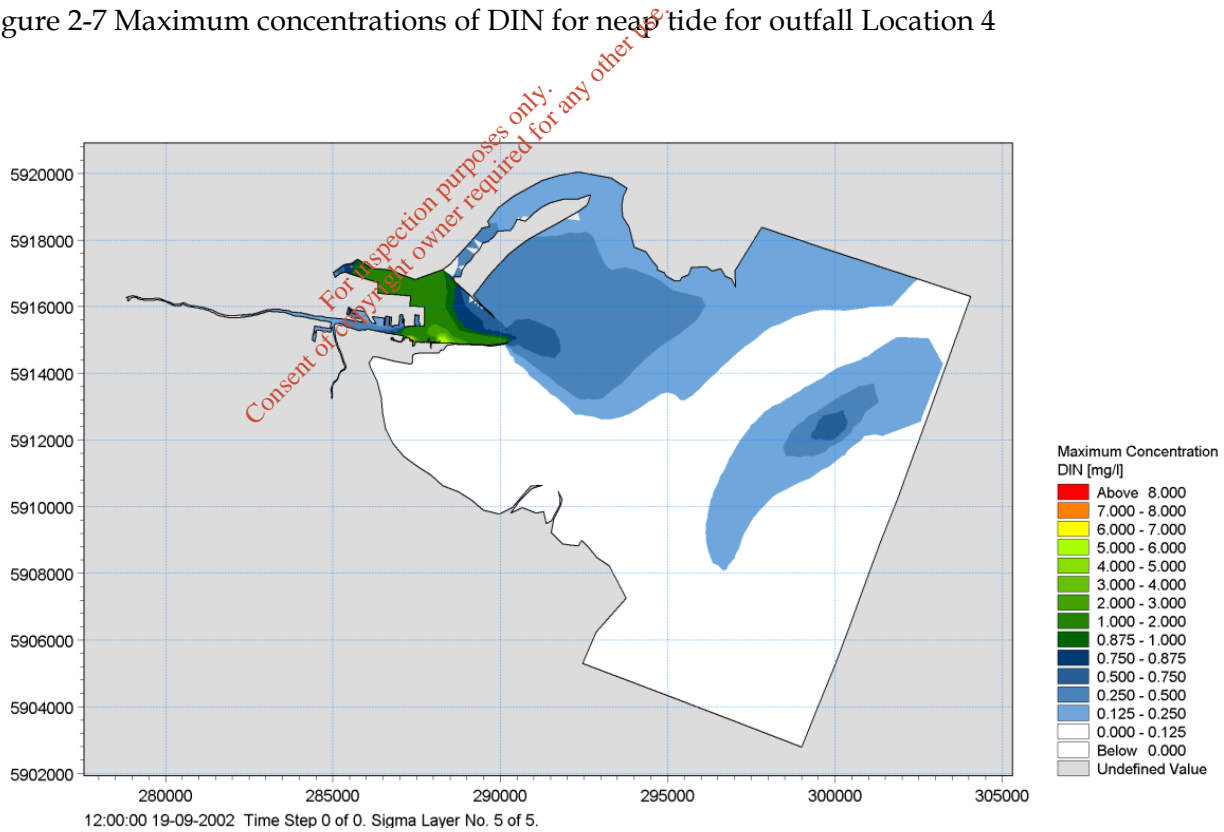 gure 2-7 Maximum concentrations of DIN for neap tide for outfall Location 4
For inspection purposes only.
Consent of copyright owner required for any other use.
5920000
5918000
5916000
5914000
5912000
5910000
5908000
5906000
5904000
5902000
280000
285000
290000
295000
300000
305000
12:00:00 19-09-2002 Time Step 0 of 0. Sigma Layer No. 5 of 5.
Maximum Concentration
DIN [mg/l]
Above 8.000
7.000 - 8.000
6.000 - 7.000
5.000 - 6.000
4.000 - 5.000
3.000 - 4.000
2.000 - 3.000
1.000 - 2.000
0.875 - 1.000
0.750 - 0.875
0.500 - 0.750
0.250 - 0.500
0.125 - 0.250
0.000 - 0.125
Below 0.000
Undefined Value